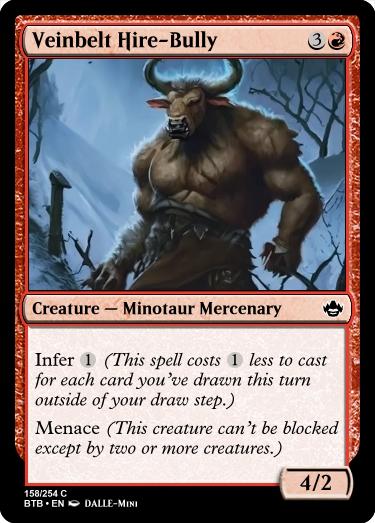 Veinbelt Hire-Bully 3
Creature — Minotaur Mercenary
Infer 1 (This spell costs 1 less to cast
for each card you've drawn this turn
outside of your draw step.)
Menace (This creature can't be blocked
except by two or more creatures.)
4/2
158/254 C
BTB • EN DALLE-Mini